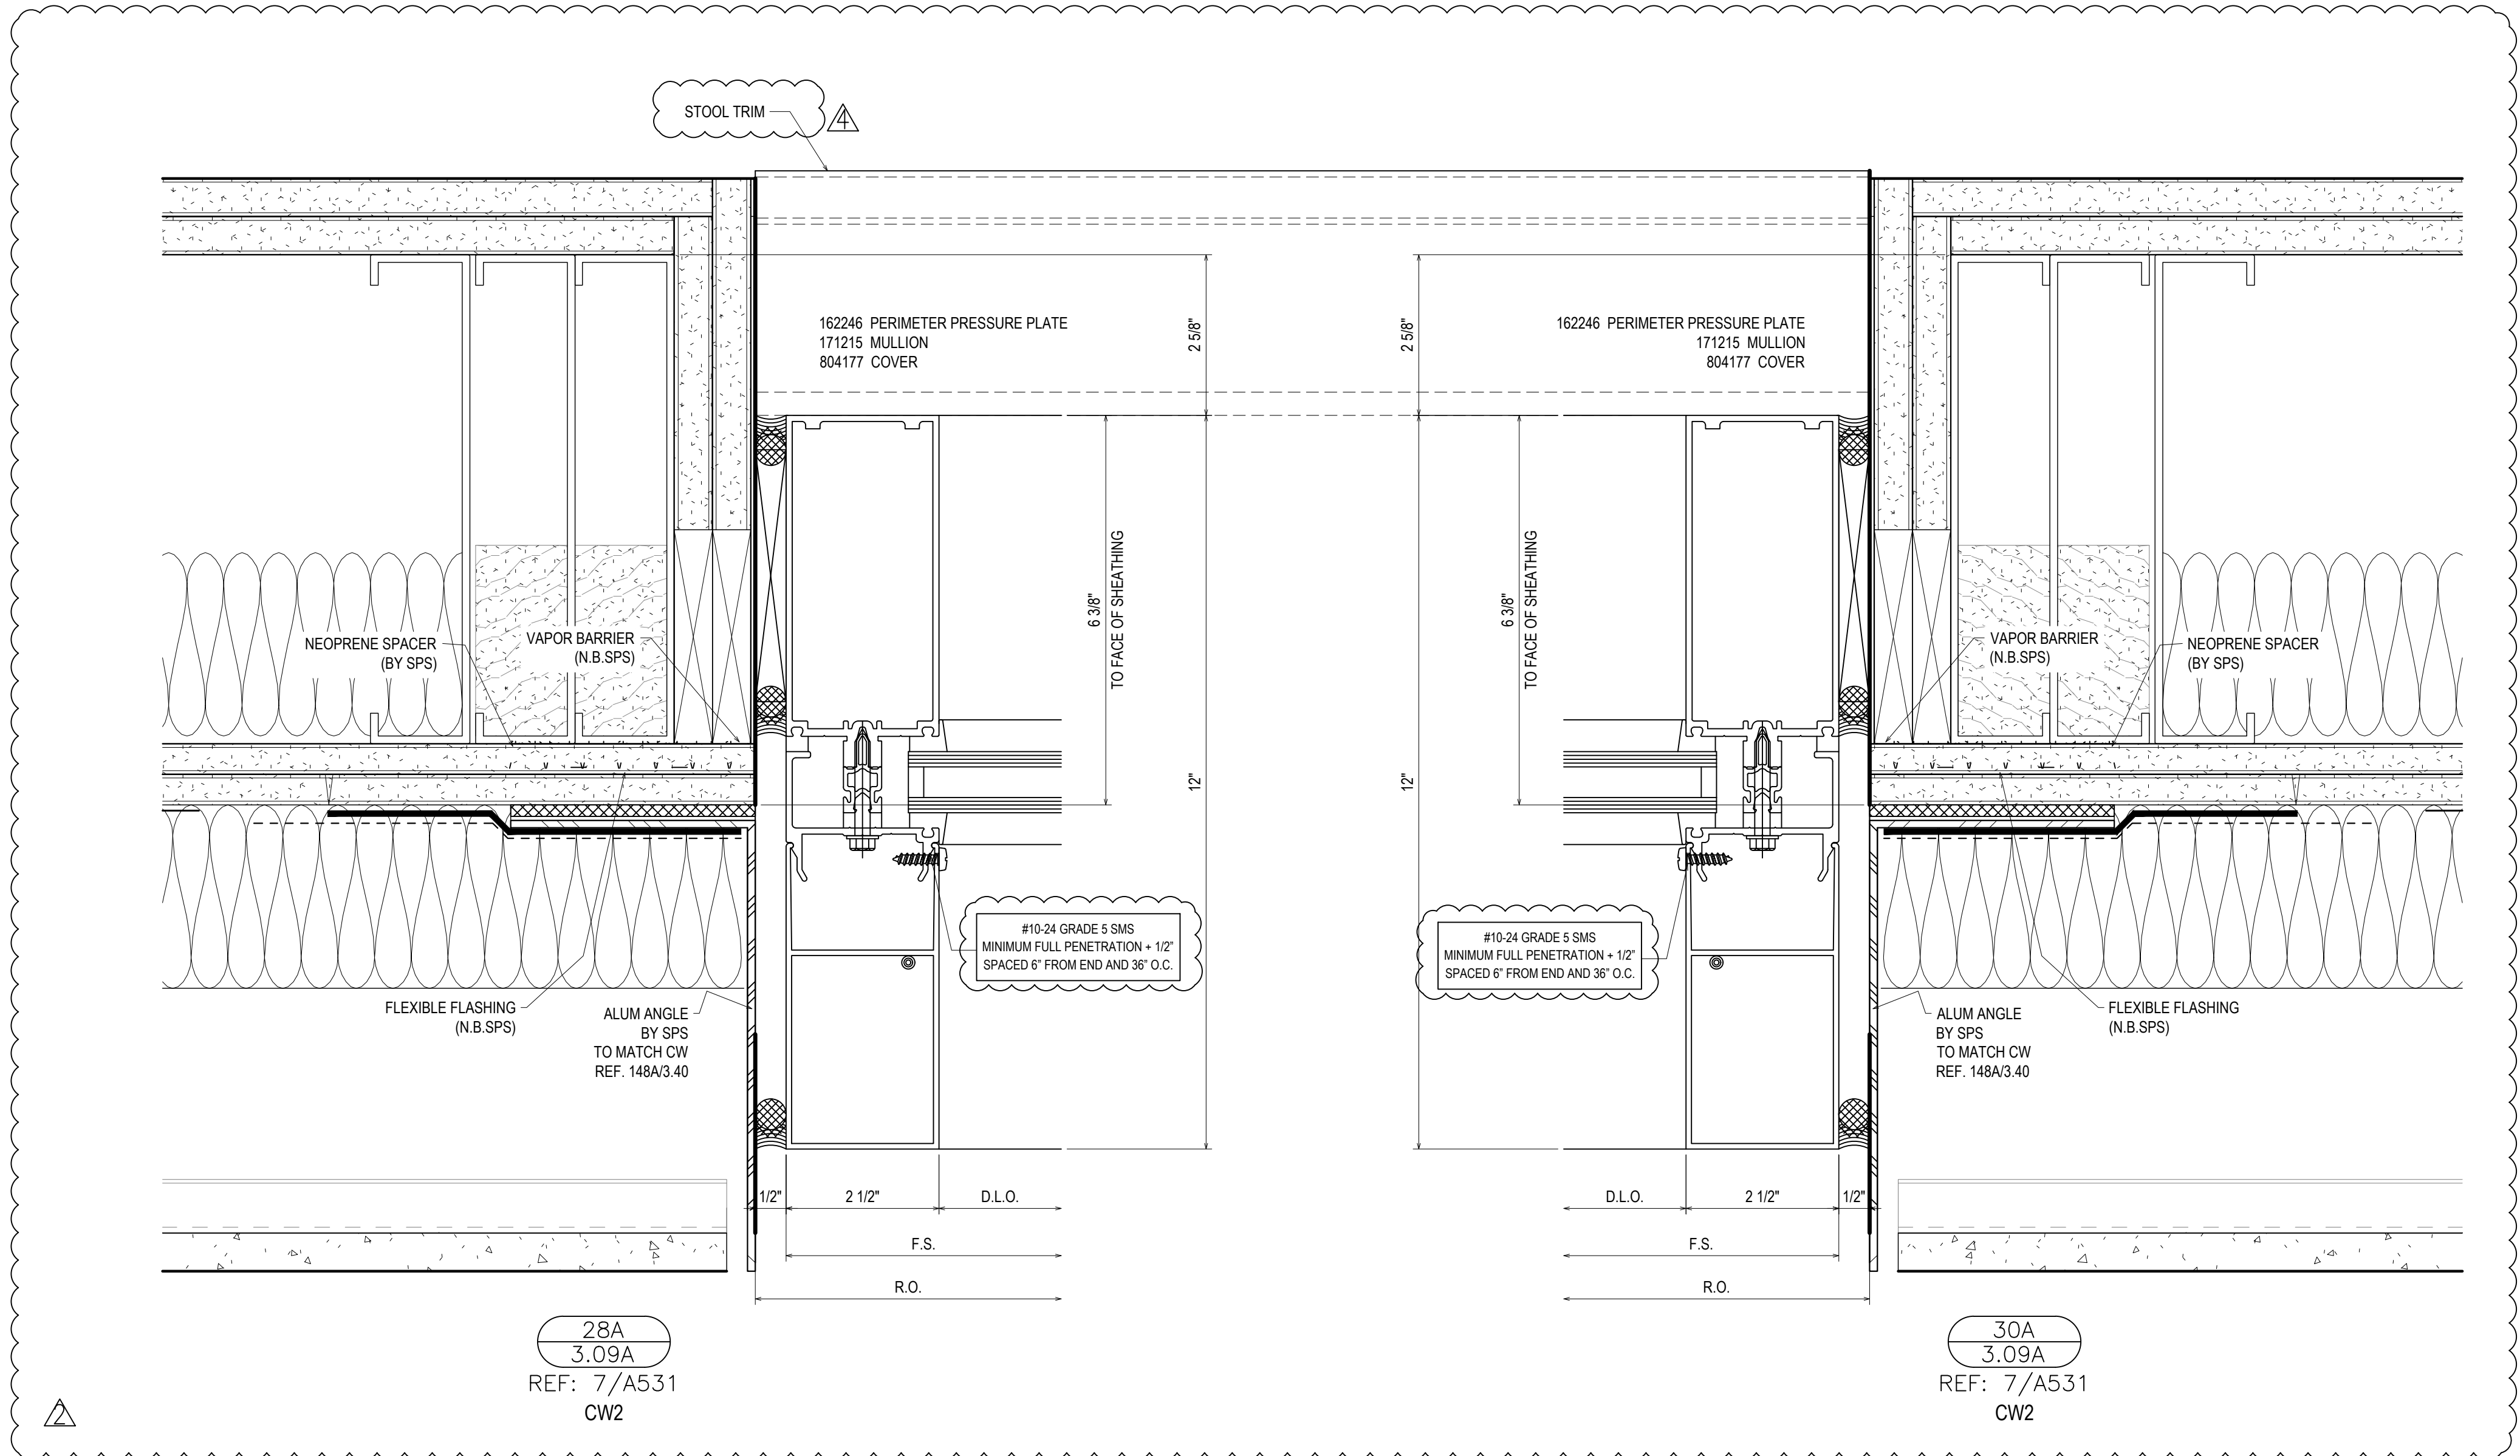 STOOL TRIM
4
162246 PERIMETER PRESSURE PLATE
171215 MULLION
804177 COVER
2 5/8"
2 5/8"
162246 PERIMETER PRESSURE PLATE
171215 MULLION
804177 COVER
NEOPRENE SPACER
(BY SPS)
VAPOR BARRIER
(N.B.SPS)
6 3/8"
TO FACE OF SHEATHING
12"
12"
6 3/8"
TO FACE OF SHEATHING
VAPOR BARRIER
(N.B.SPS)
NEOPRENE SPACER
(BY SPS)
#10-24 GRADE 5 SMS
MINIMUM FULL PENETRATION + 1/2"
SPACED 6" FROM END AND 36" O.C.
#10-24 GRADE 5 SMS
MINIMUM FULL PENETRATION + 1/2"
SPACED 6" FROM END AND 36" O.C.
FLEXIBLE FLASHING
(N.B.SPS)
ALUM ANGLE
BY SPS
TO MATCH CW
REF. 148A/3.40
ALUM ANGLE
BY SPS
TO MATCH CW
REF. 148A/3.40
FLEXIBLE FLASHING
(N.B.SPS)
1/2" 2 1/2" D.L.O.
F.S.
R.O.
D.L.O. 2 1/2" 1/2"
F.S.
R.O.
28A
3.09A
REF: 7/A531
CW2
30A
3.09A
REF: 7/A531
CW2
2